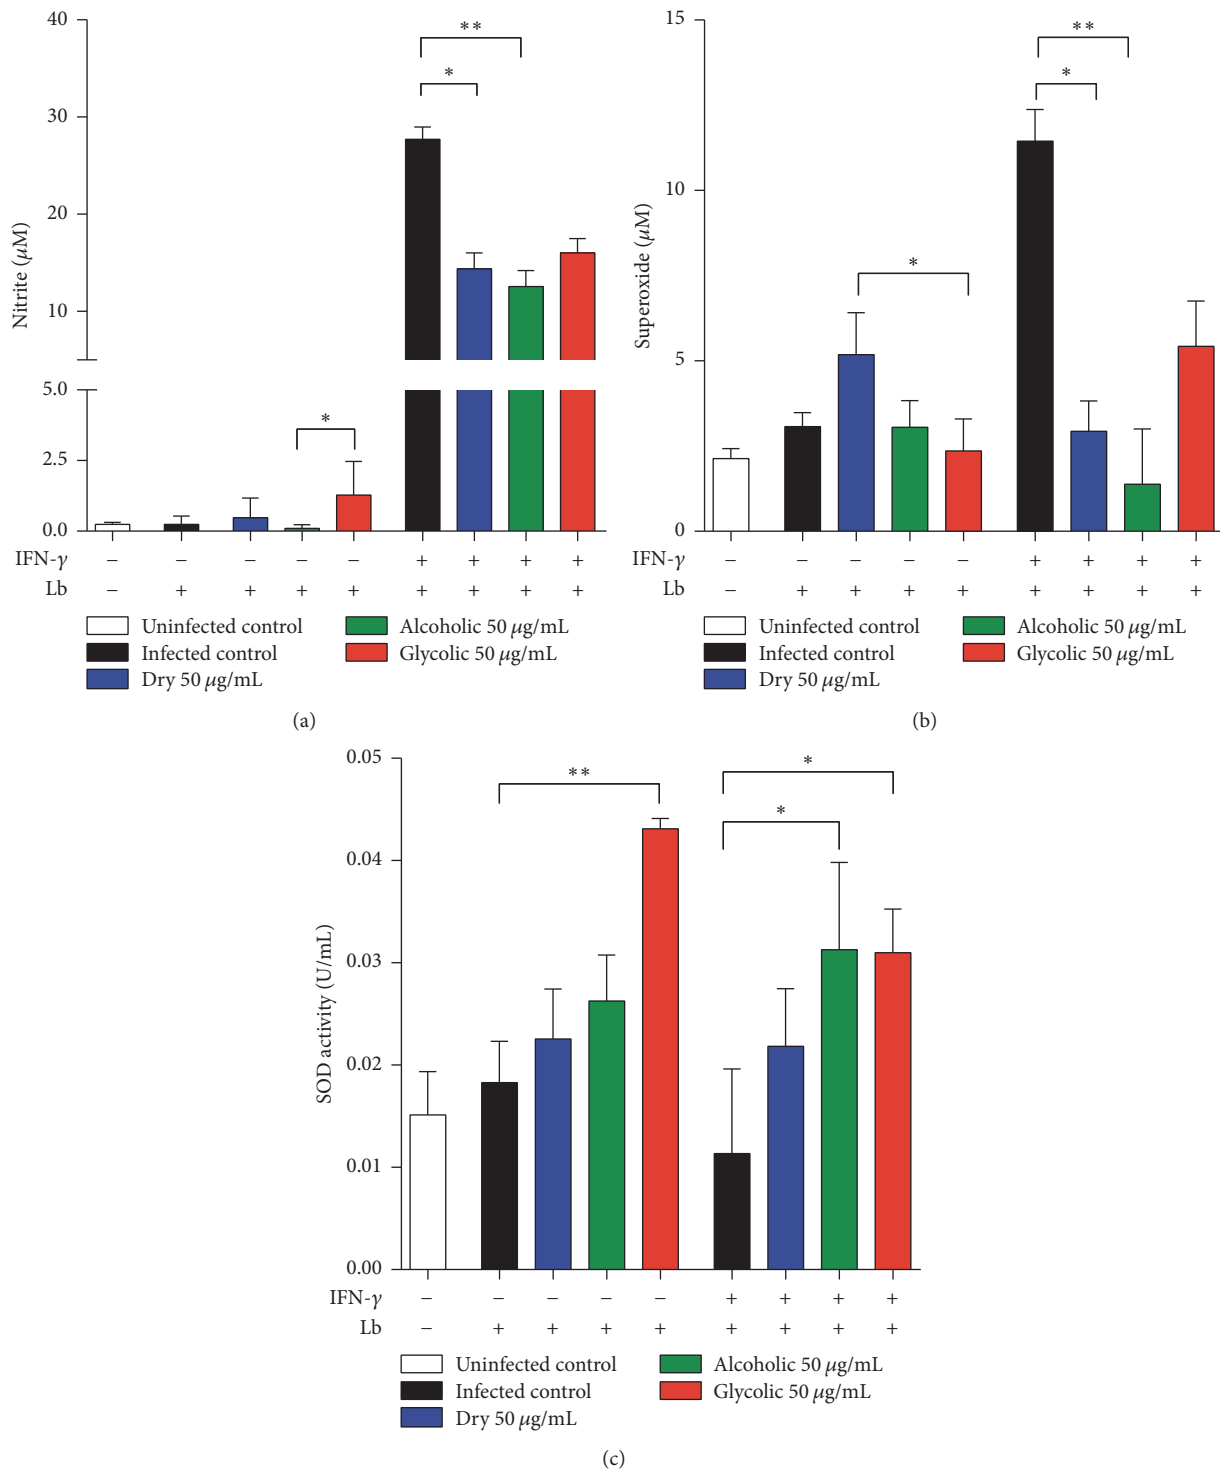 40
30
20
10
5.0
2.5
0.0
Nitrite (μM)
**
*
*
IFN-γ – – – – – + + + +
Lb – + + + + + + + +
Uninfected control
Infected control
Dry 50 μg/mL
Alcoholic 50 μg/mL
Glycolic 50 μg/mL
(a)
15
10
5
0
Superoxide (μM)
**
*
*
IFN-γ – – – – – + + + +
Lb – + + + + + + + +
Uninfected control
Infected control
Dry 50 μg/mL
Alcoholic 50 μg/mL
Glycolic 50 μg/mL
(b)
0.05
0.04
0.03
0.02
0.01
0.00
SOD activity (U/mL)
**
*
*
IFN-γ – – – – – + + + +
Lb – + + + + + + + +
Uninfected control
Infected control
Dry 50 μg/mL
Alcoholic 50 μg/mL
Glycolic 50 μg/mL
(c)